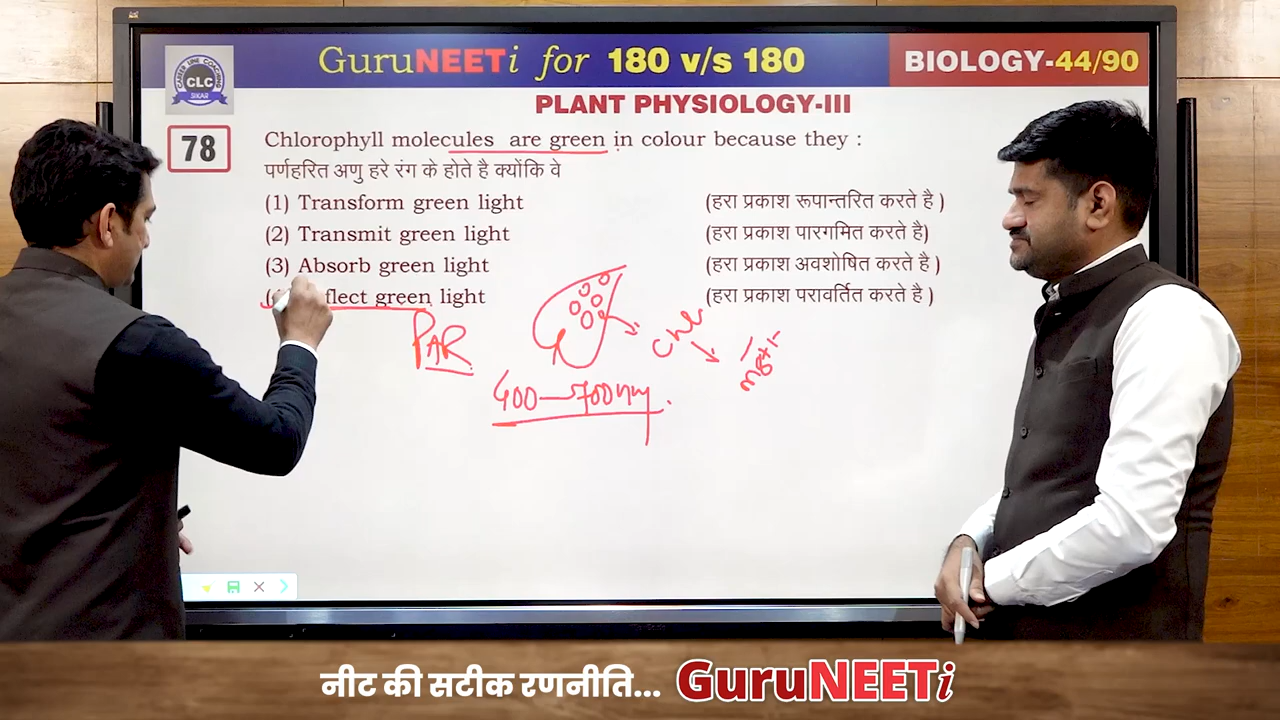 GuruNEETi for 180 v/s 180
BIOLOGY-44/90
CLC
SIKAR
PLANT PHYSIOLOGY-III
78
Chlorophyll molecules are green in colour because they :
पर्णहरित अणु हरे रंग के होते है क्योंकि वे
(1) Transform green light (हरा प्रकाश रूपान्तरित करते है )
(2) Transmit green light (हरा प्रकाश पारगमित करते है)
(3) Absorb green light (हरा प्रकाश अवशोषित करते है )
flect green light (हरा प्रकाश परावर्तित करते है )
PAR
Chl
400 — 700nm
नीट की सटीक रणनीति... GuruNEETi